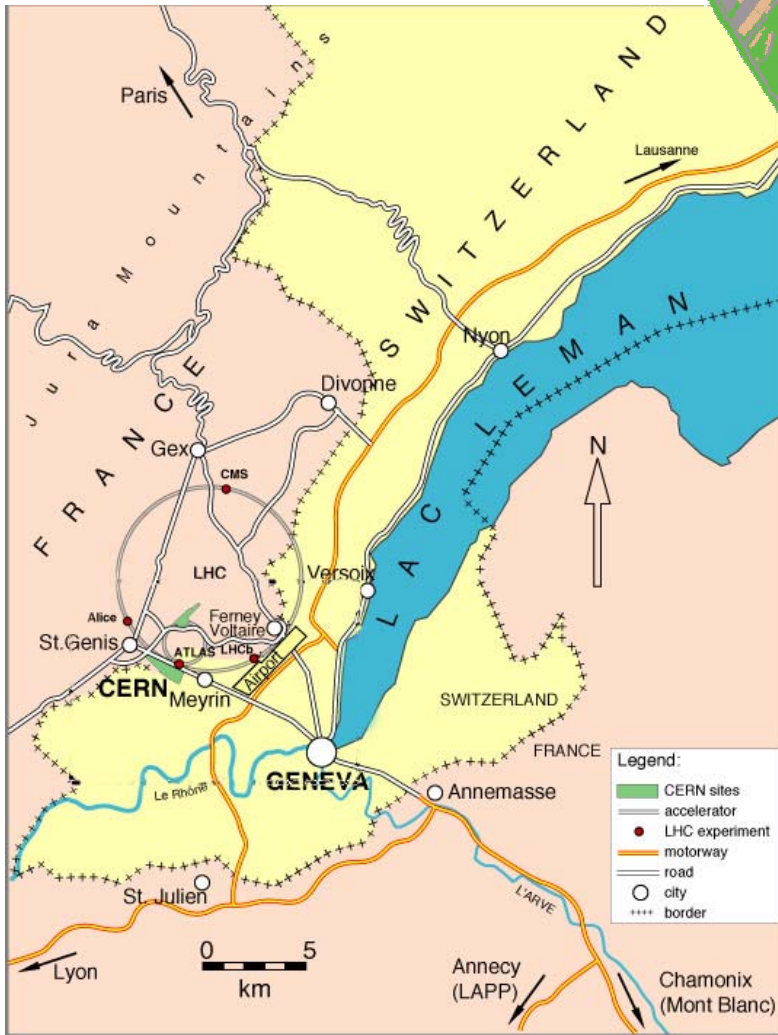 Paris
Jura Mountains
SWITZERLAND
Lausanne
Nyon
LAC LEMAN
Divonne
FRANCE
Gex
CMS
N
LHC
Versoix
Alice
Ferney
Voltaire
St.Genis
ATLAS
LHCb
Airport
CERN
Meyrin
SWITZERLAND
FRANCE
GENEVA
Le Rhône
Annemasse
Legend:
CERN sites
accelerator
LHC experiment
motorway
road
city
border
St. Julien
L'ARVE
0 5
km
Lyon
Annecy
(LAPP)
Chamonix
(Mont Blanc)